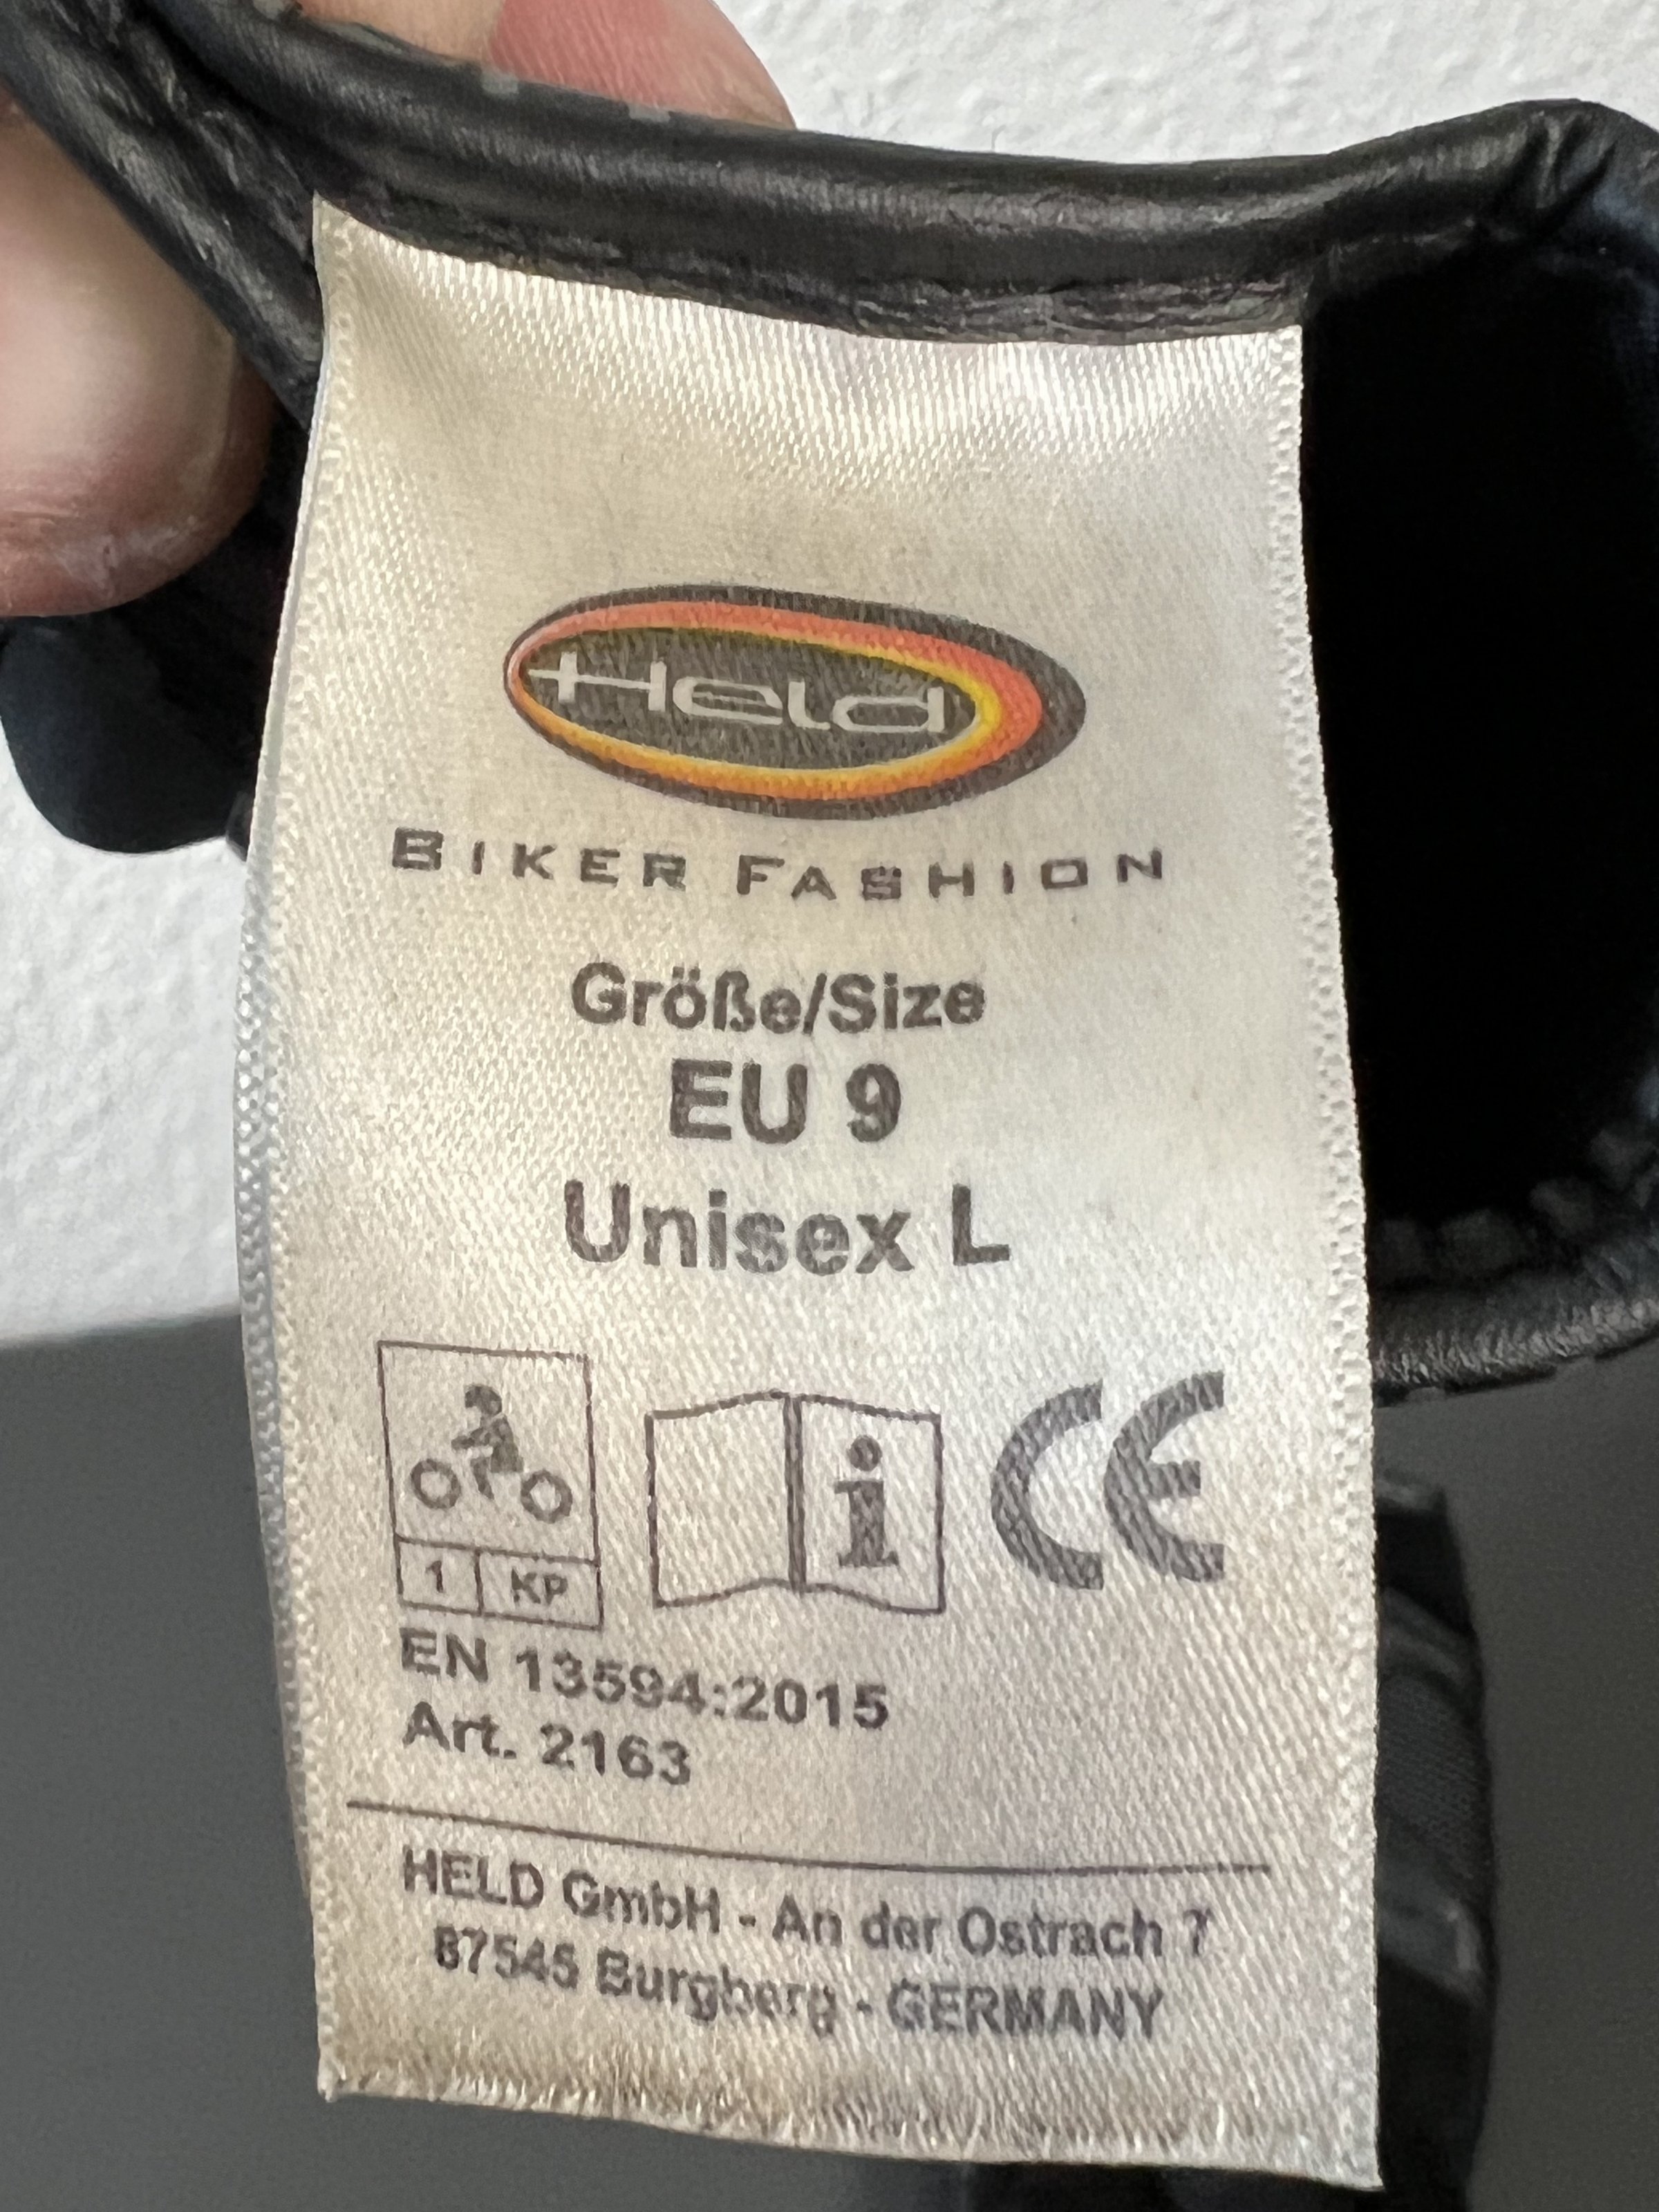 Held
BIKER FASHION
Größe/Size
EU 9
Unisex L
i CE
1 KP
EN 13594:2015
Art. 2163
HELD GmbH - An der Ostrach 7
87545 Burgberg - GERMANY